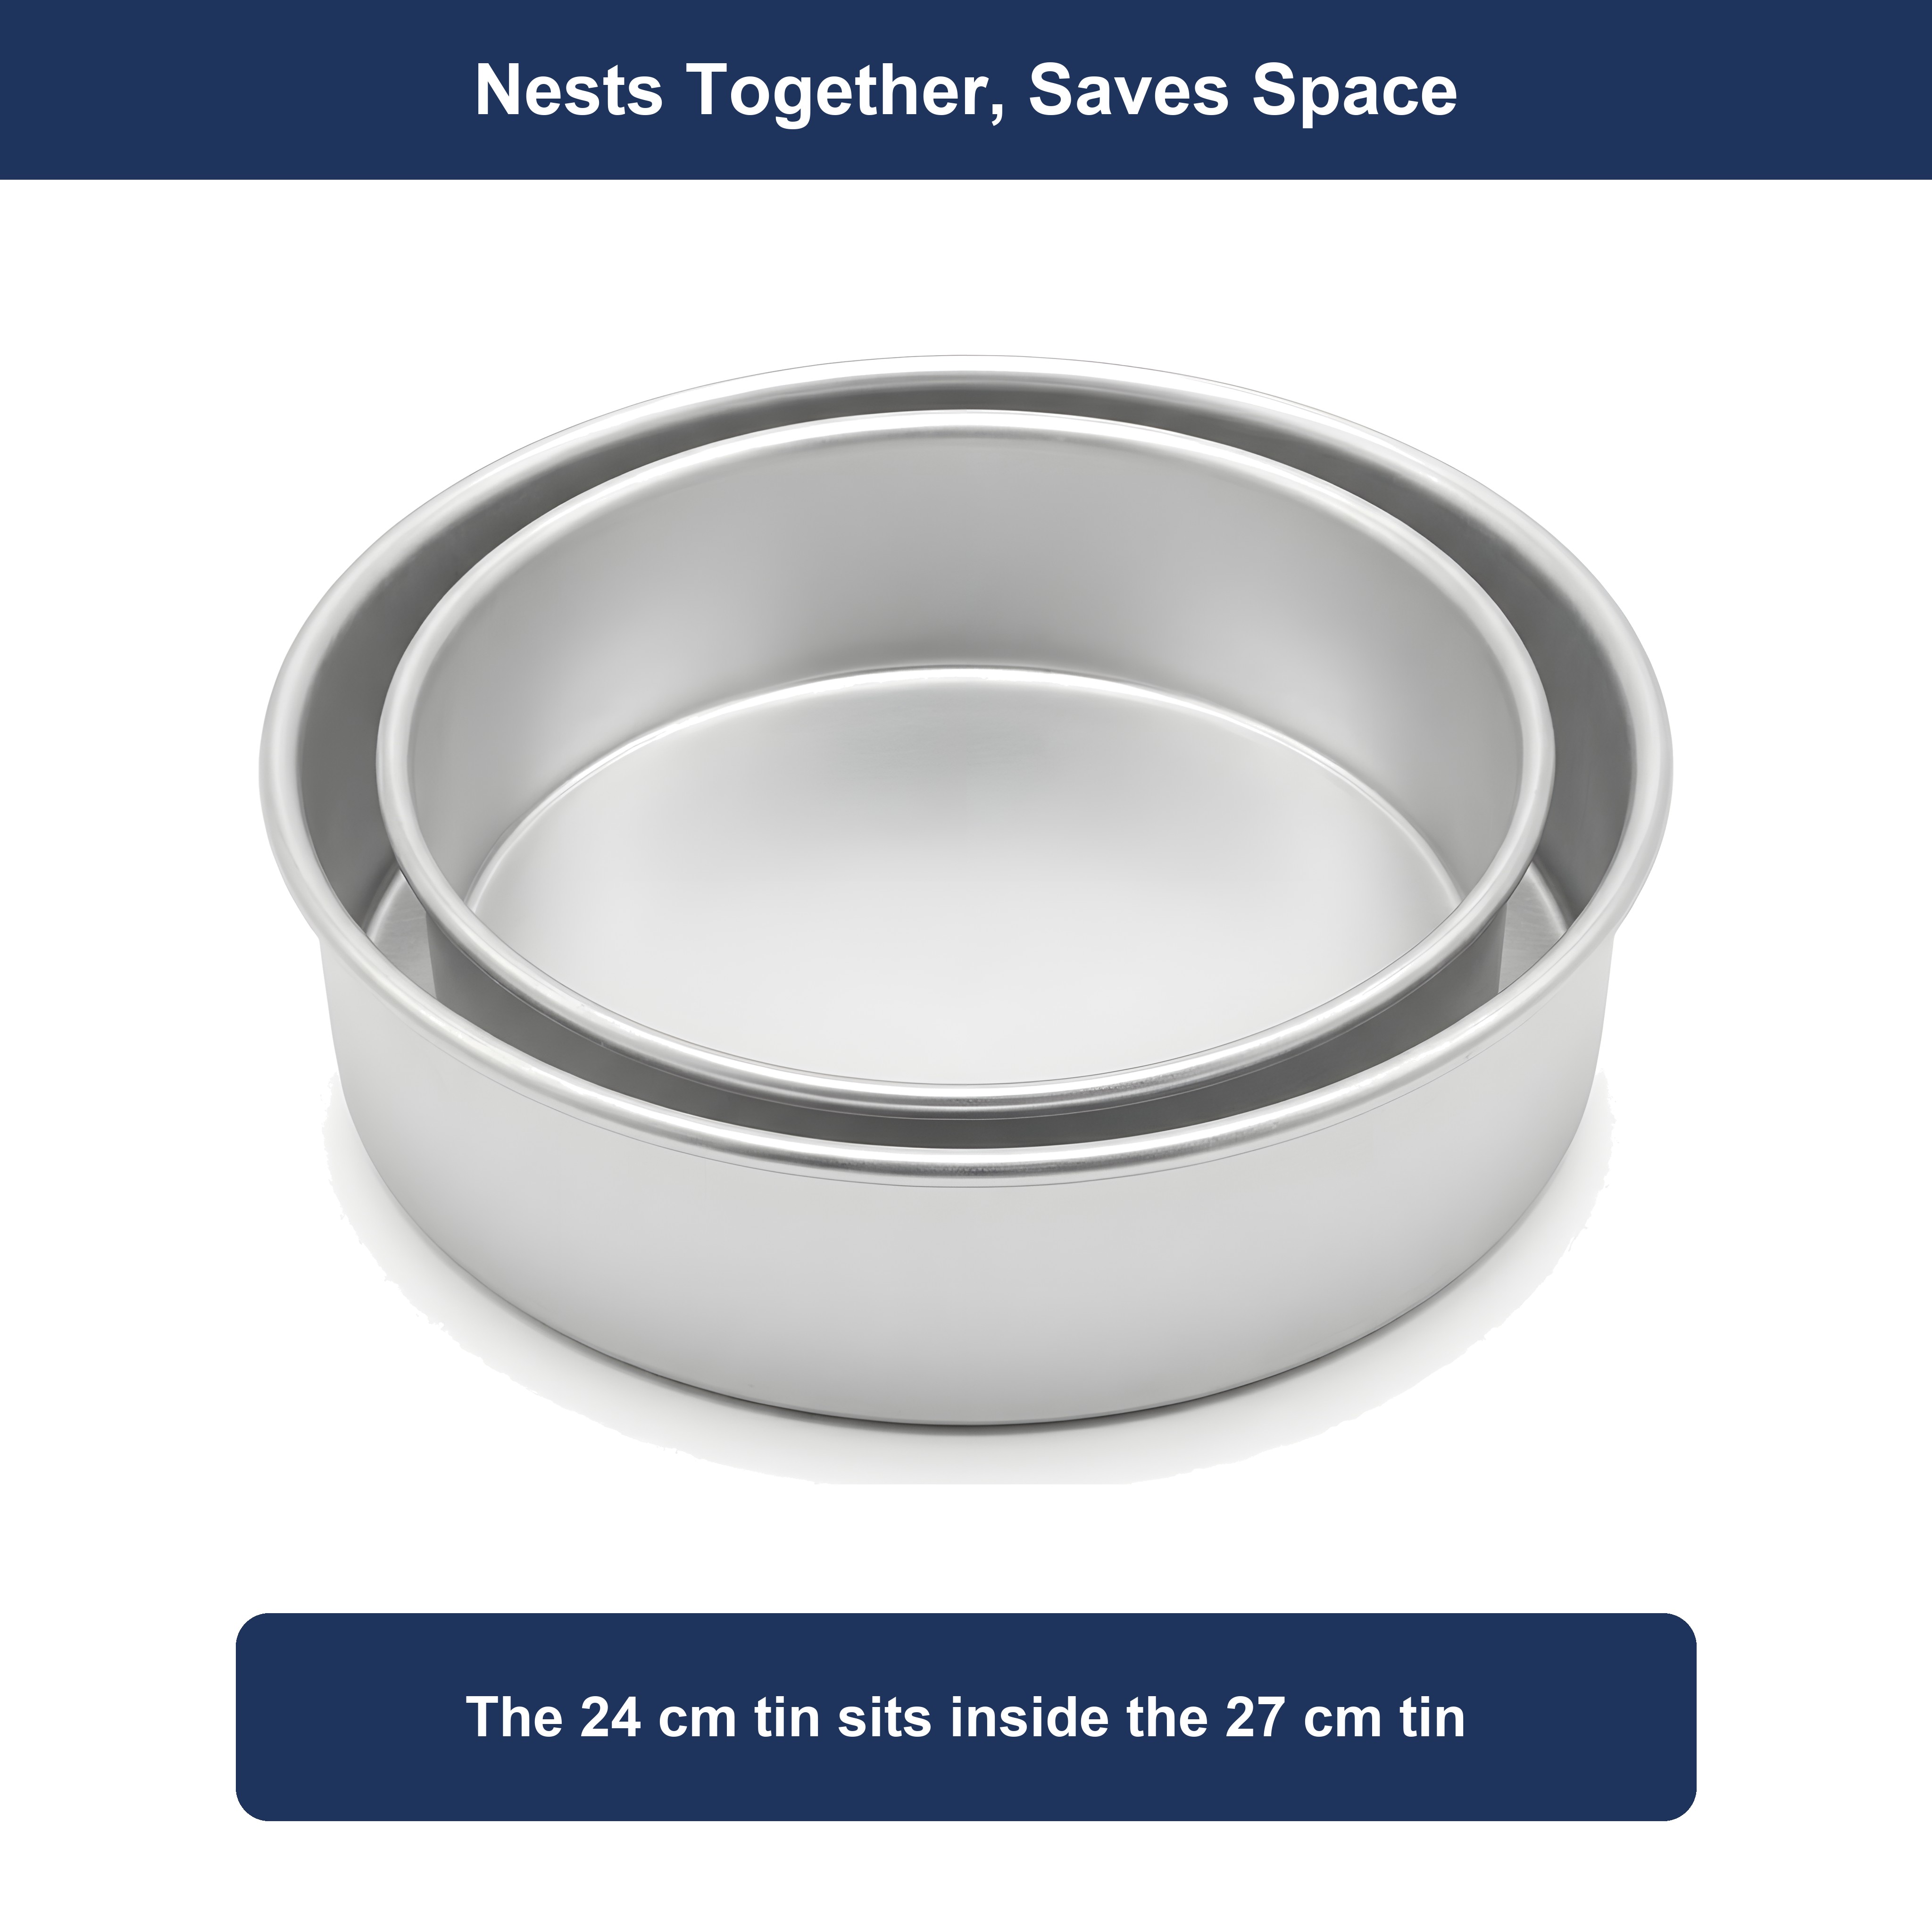 Nests Together, Saves Space
The 24 cm tin sits inside the 27 cm tin